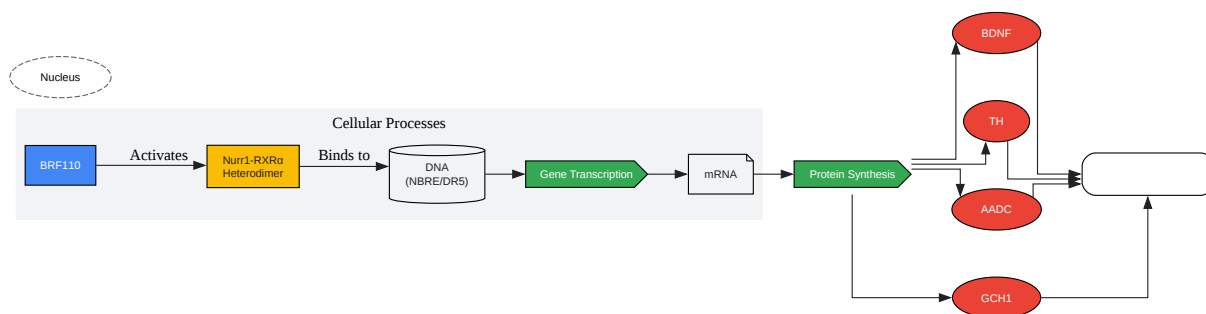 BDNF
Nucleus
Cellular Processes
TH
BRF110
Activates
Nurr1-RXRα
Heterodimer
Binds to
DNA
(NBRE/DR5)
Gene Transcription
mRNA
Protein Synthesis
AADC
GCH1